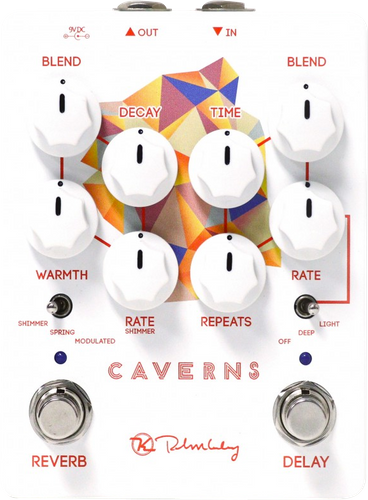 9VDC
OUT
IN
BLEND
BLEND
DECAY
TIME
WARMTH
RATE
SHIMMER
REPEATS
RATE
SHIMMER
SPRING
MODULATED
LIGHT
DEEP
OFF
CAVERNS
K
REVERB
DELAY